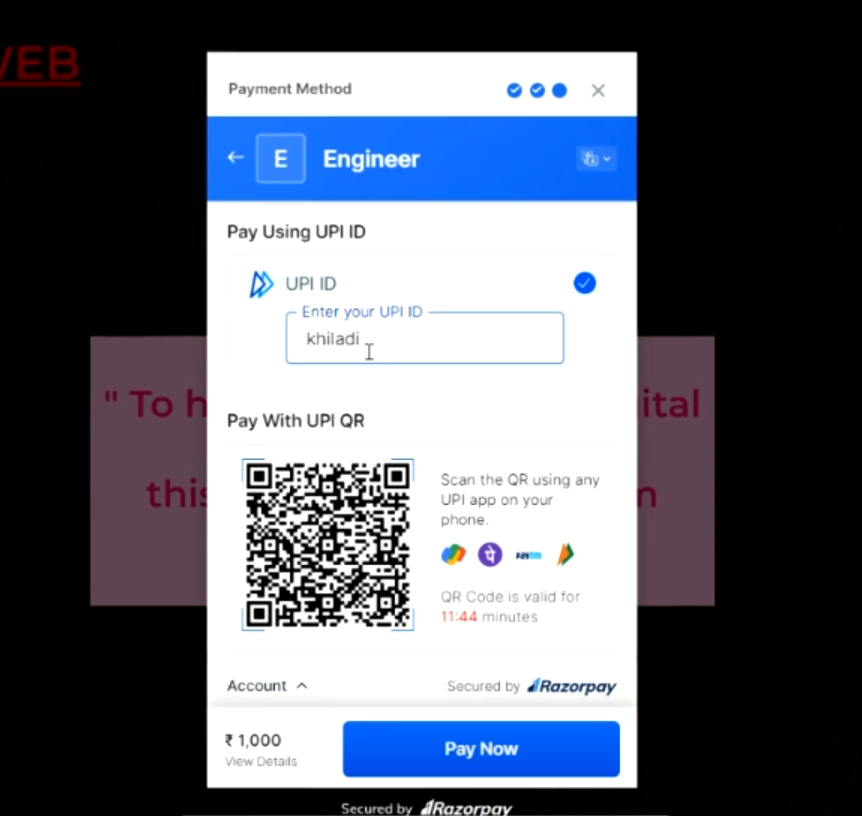 WEB
Payment Method
E Engineer
Pay Using UPI ID
UPI ID
Enter your UPI ID
khiladi
" To h
ital
Pay With UPI QR
this
n
Scan the QR using any
UPI app on your
phone.
पे paytm
QR Code is valid for
11:44 minutes
Account
Secured by Razorpay
₹ 1,000
View Details
Pay Now
Secured by Razorpay